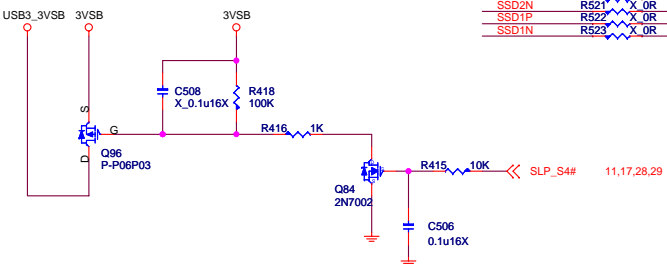 SSD2N R521 X_0R
SSD1P R522 X_0R
SSD1N R523 X_0R
USB3_3VSB 3VSB 3VSB
C508
X_0.1u16X
R418
100K
S
G
D
Q96
P-P06P03
R416 1K
R415 10K
SLP_S4# 11,17,28,29
Q84
2N7002
C506
0.1u16X